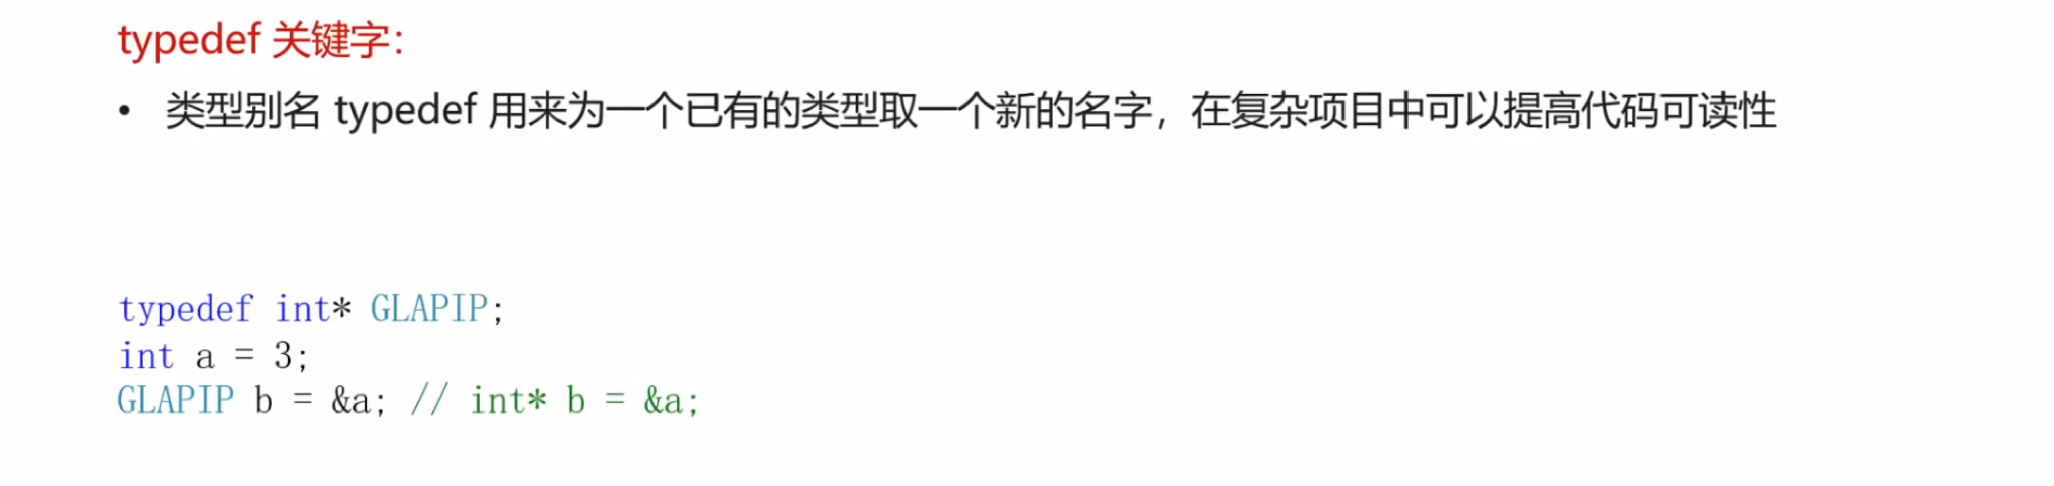 typedef 关键字：
• 类型别名 typedef 用来为一个已有的类型取一个新的名字，在复杂项目中可以提高代码可读性
typedef int* GLAPIP;
int a = 3;
GLAPIP b = &a; // int* b = &a;